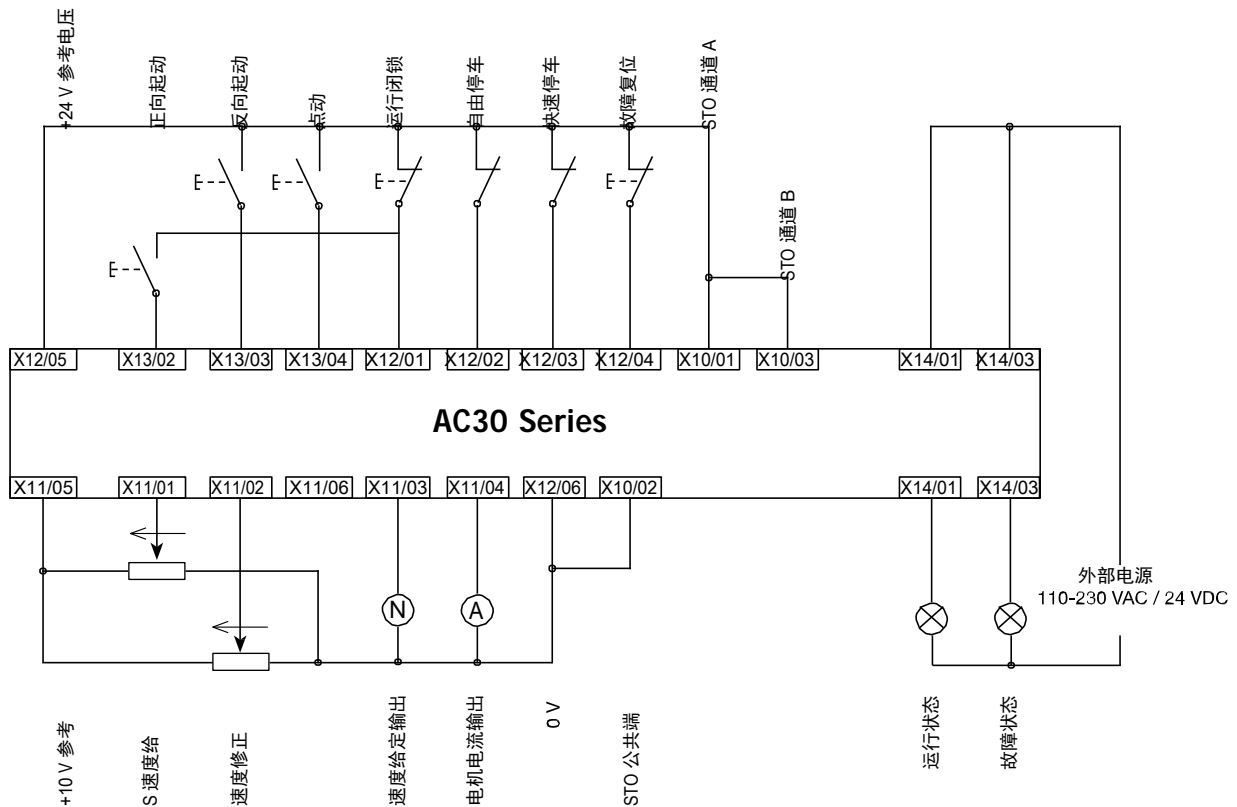 +24 V 参考电压
正向起动
反向起动
点动
运行闭锁
自由停车
快速停车
故障复位
STO 通道 A
STO 通道 B
X12/05
X13/02
X13/03
X13/04
X12/01
X12/02
X12/03
X12/04
X10/01
X10/03
X14/01
X14/03
AC30 Series
X11/05
X11/01
X11/02
X11/06
X11/03
X11/04
X12/06
X10/02
X14/01
X14/03
N
A
外部电源
110-230 VAC / 24 VDC
+10 V 参考
S 速度给
速度修正
速度给定输出
电机电流输出
0 V
STO 公共端
运行状态
故障状态